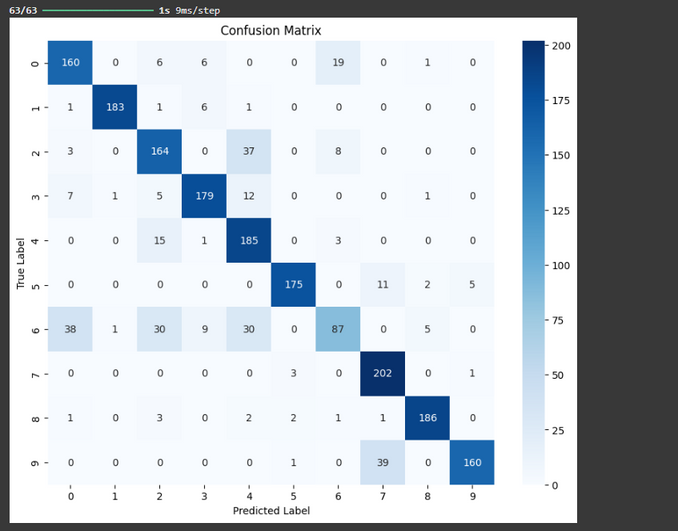 63/63 ━━━━━━━━━━━━━━━━━━━━ 1s 9ms/step
Confusion Matrix
0 160 0 6 6 0 0 19 0 1 0
1 1 183 1 6 1 0 0 0 0 0
2 3 0 164 0 37 0 8 0 0 0
3 7 1 5 179 12 0 0 0 1 0
4 0 0 15 1 185 0 3 0 0 0
5 0 0 0 0 0 175 0 11 2 5
6 38 1 30 9 30 0 87 0 5 0
7 0 0 0 0 0 3 0 202 0 1
8 1 0 3 0 2 2 1 1 186 0
9 0 0 0 0 0 1 0 39 0 160
0 1 2 3 4 5 6 7 8 9
True Label
Predicted Label
200
175
150
125
100
75
50
25
0